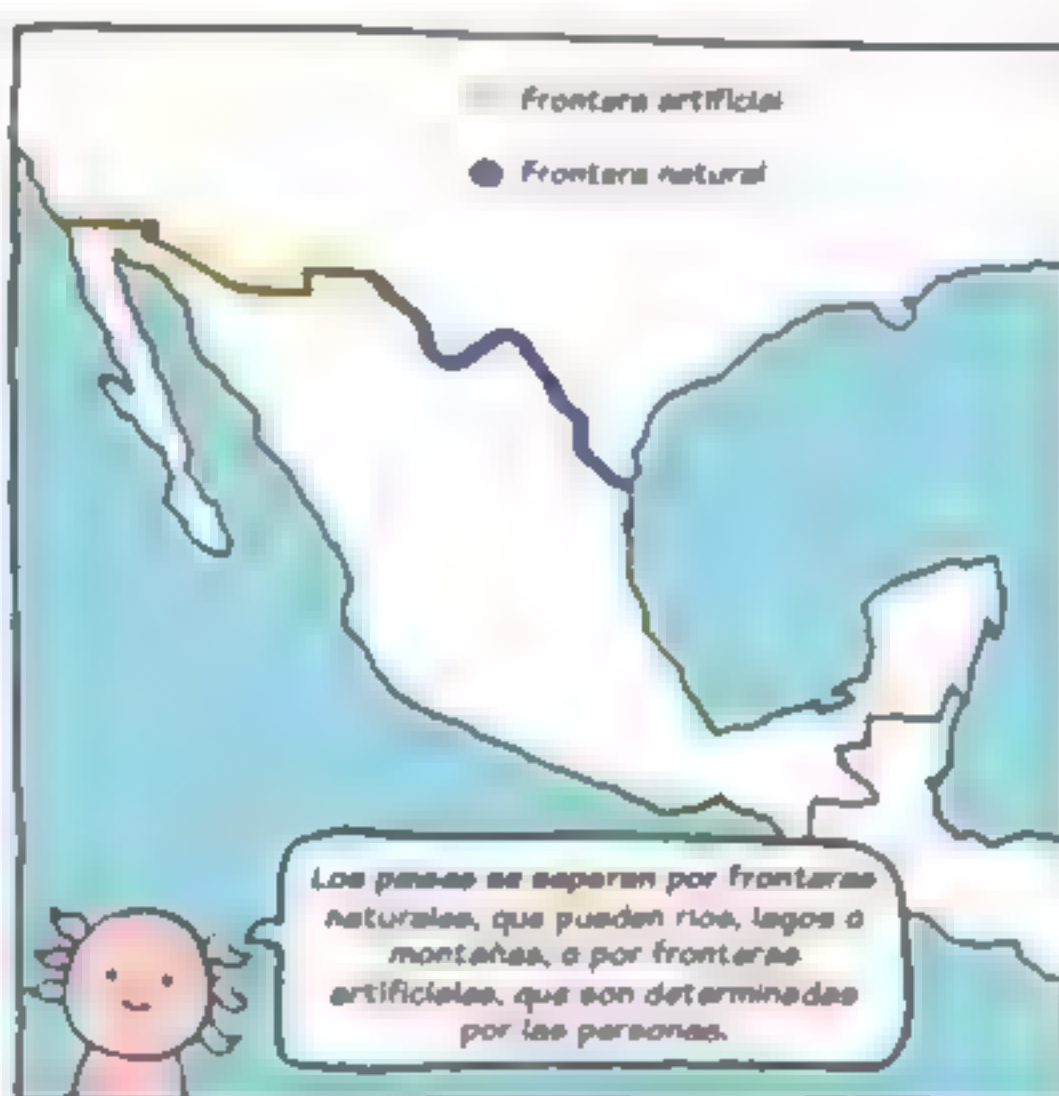 Frontera artificial
Frontera natural
Los países se separan por fronteras
naturales, que pueden ríos, lagos o
montañas, o por fronteras
artificiales, que son determinadas
por las personas.